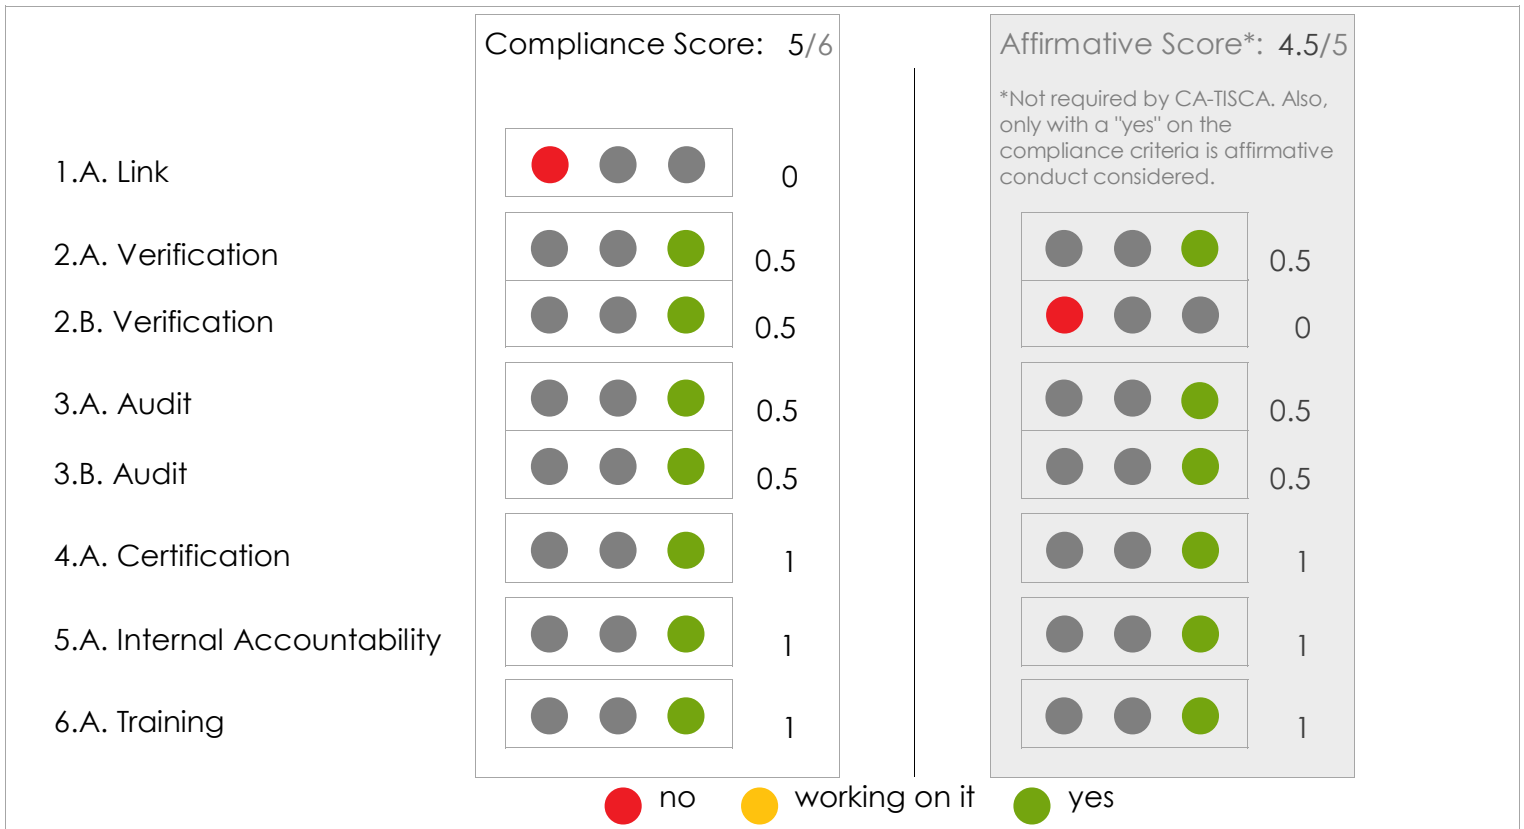 Compliance Score: 5/6
Affirmative Score*: 4.5/5
*Not required by CA-TISCA. Also,
only with a "yes" on the
compliance criteria is affirmative
conduct considered.
1.A. Link 0
2.A. Verification 0.5 0.5
2.B. Verification 0.5 0
3.A. Audit 0.5 0.5
3.B. Audit 0.5 0.5
4.A. Certification 1 1
5.A. Internal Accountability 1 1
6.A. Training 1 1
no working on it yes